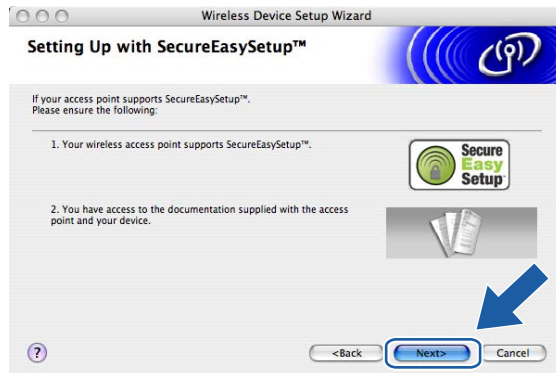 Wireless Device Setup Wizard
Setting Up with SecureEasySetup™
If your access point supports SecureEasySetup™.
Please ensure the following:
1. Your wireless access point supports SecureEasySetup™.
Secure
Easy
Setup
2. You have access to the documentation supplied with the access
point and your device.
?
<Back
Next>
Cancel